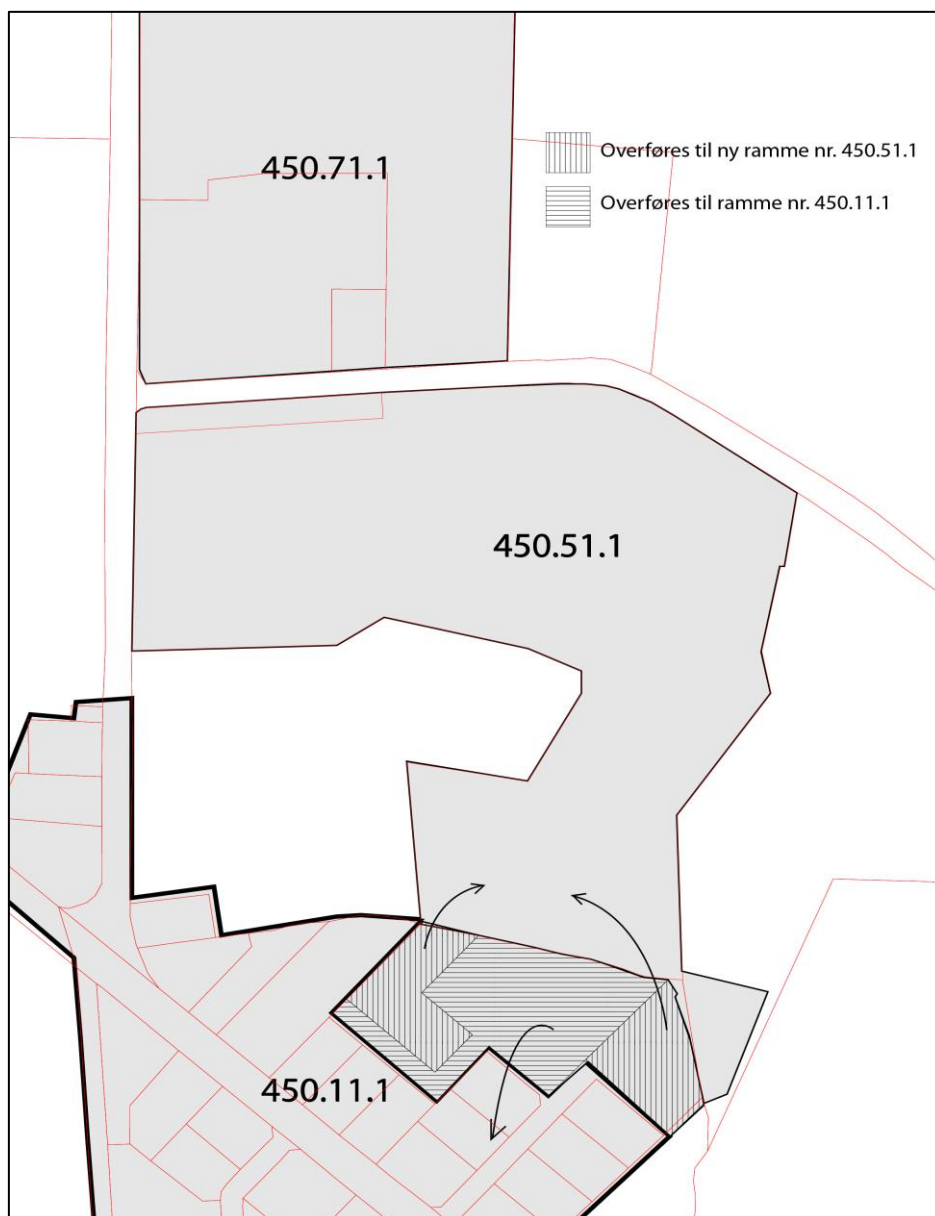 450.71.1
Overføres til ny ramme nr. 450.51.1
Overføres til ramme nr. 450.11.1
450.51.1
450.11.1